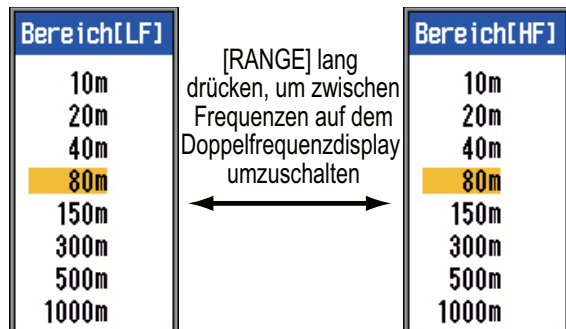 Bereich[LF]
10m
20m
40m
80m
150m
300m
500m
1000m
[RANGE] lang
drücken, um zwischen
Frequenzen auf dem
Doppelfrequenzdisplay
umzuschalten
Bereich[HF]
10m
20m
40m
80m
150m
300m
500m
1000m